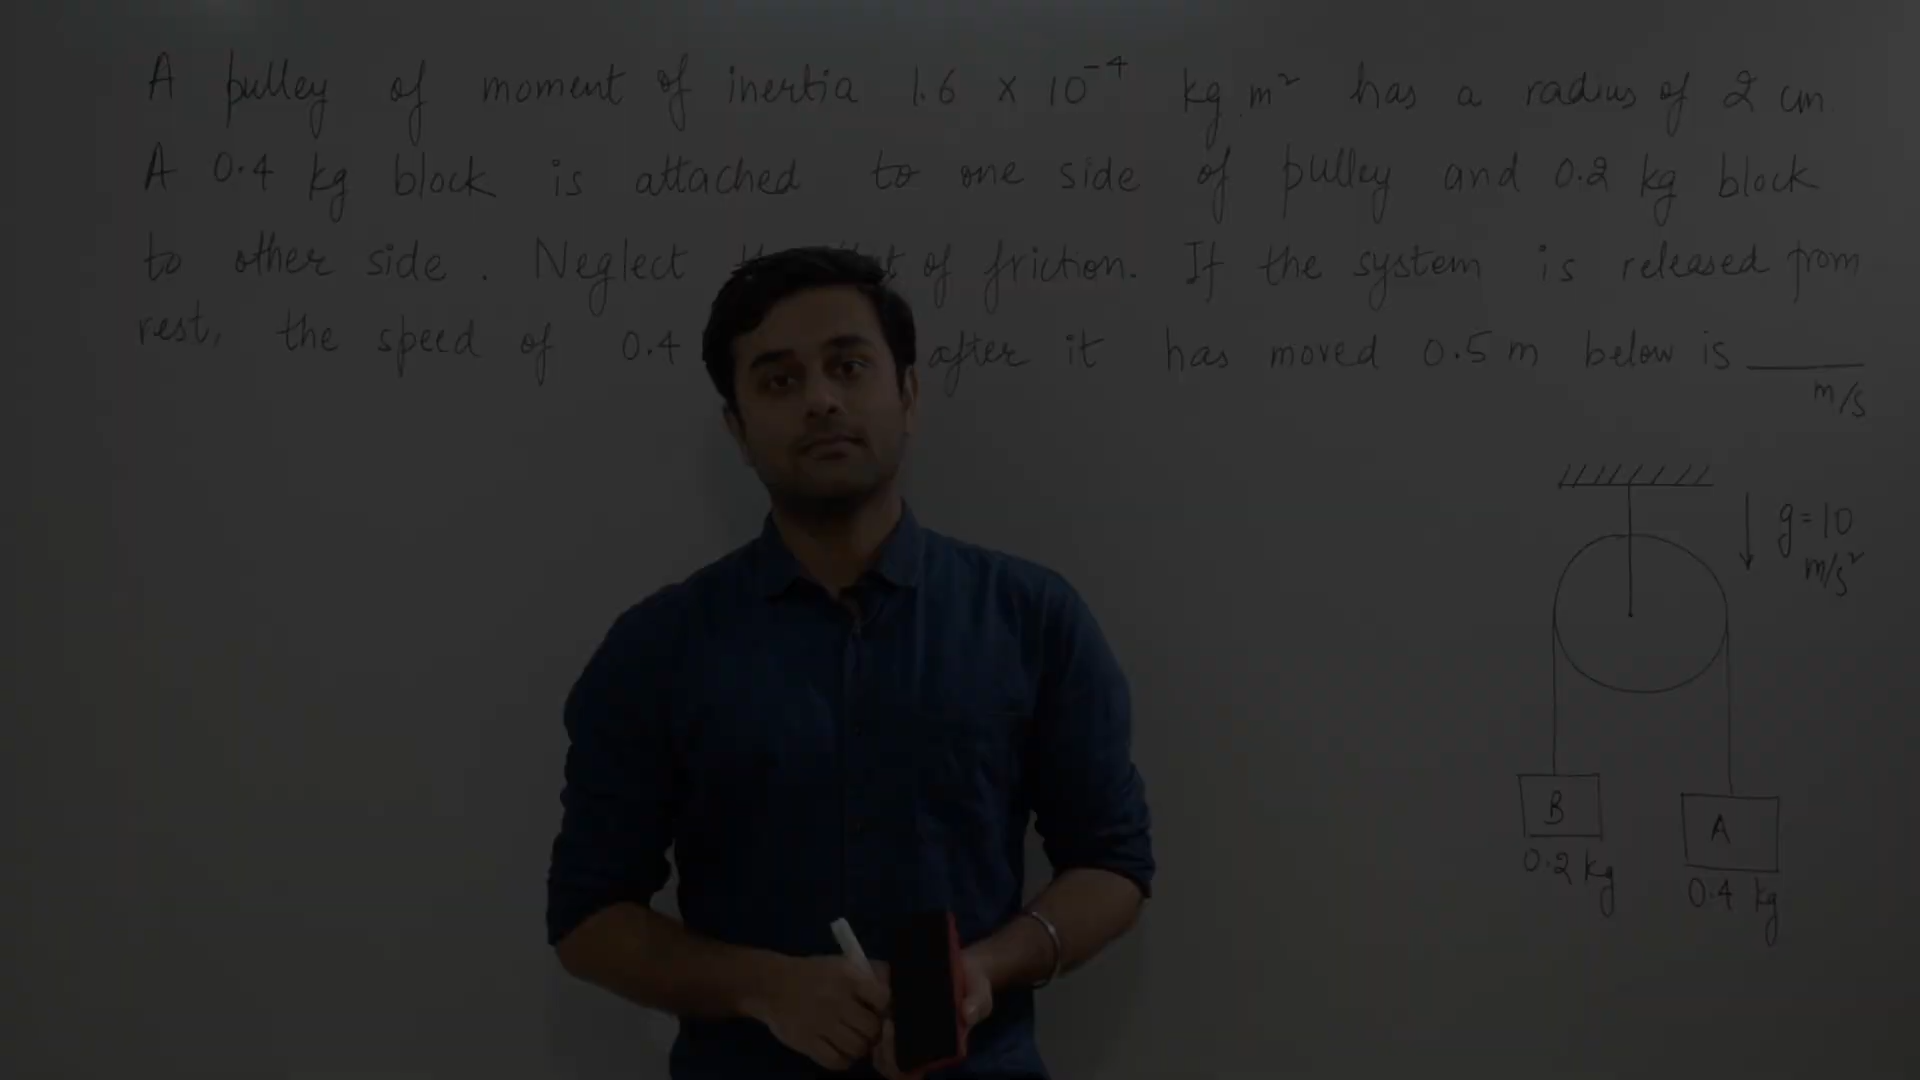 A pulley of moment of inertia 1.6 x 10⁻⁴ kg.m² has a radius of 2 cm.
A 0.4 kg block is attached to one side of pulley and 0.2 kg block
to other side. Neglect of friction. If the system is released from
rest, the speed of 0.4 after it has moved 0.5 m below is ____
m/s
g=10
m/s²
B
A
0.2 kg
0.4 kg